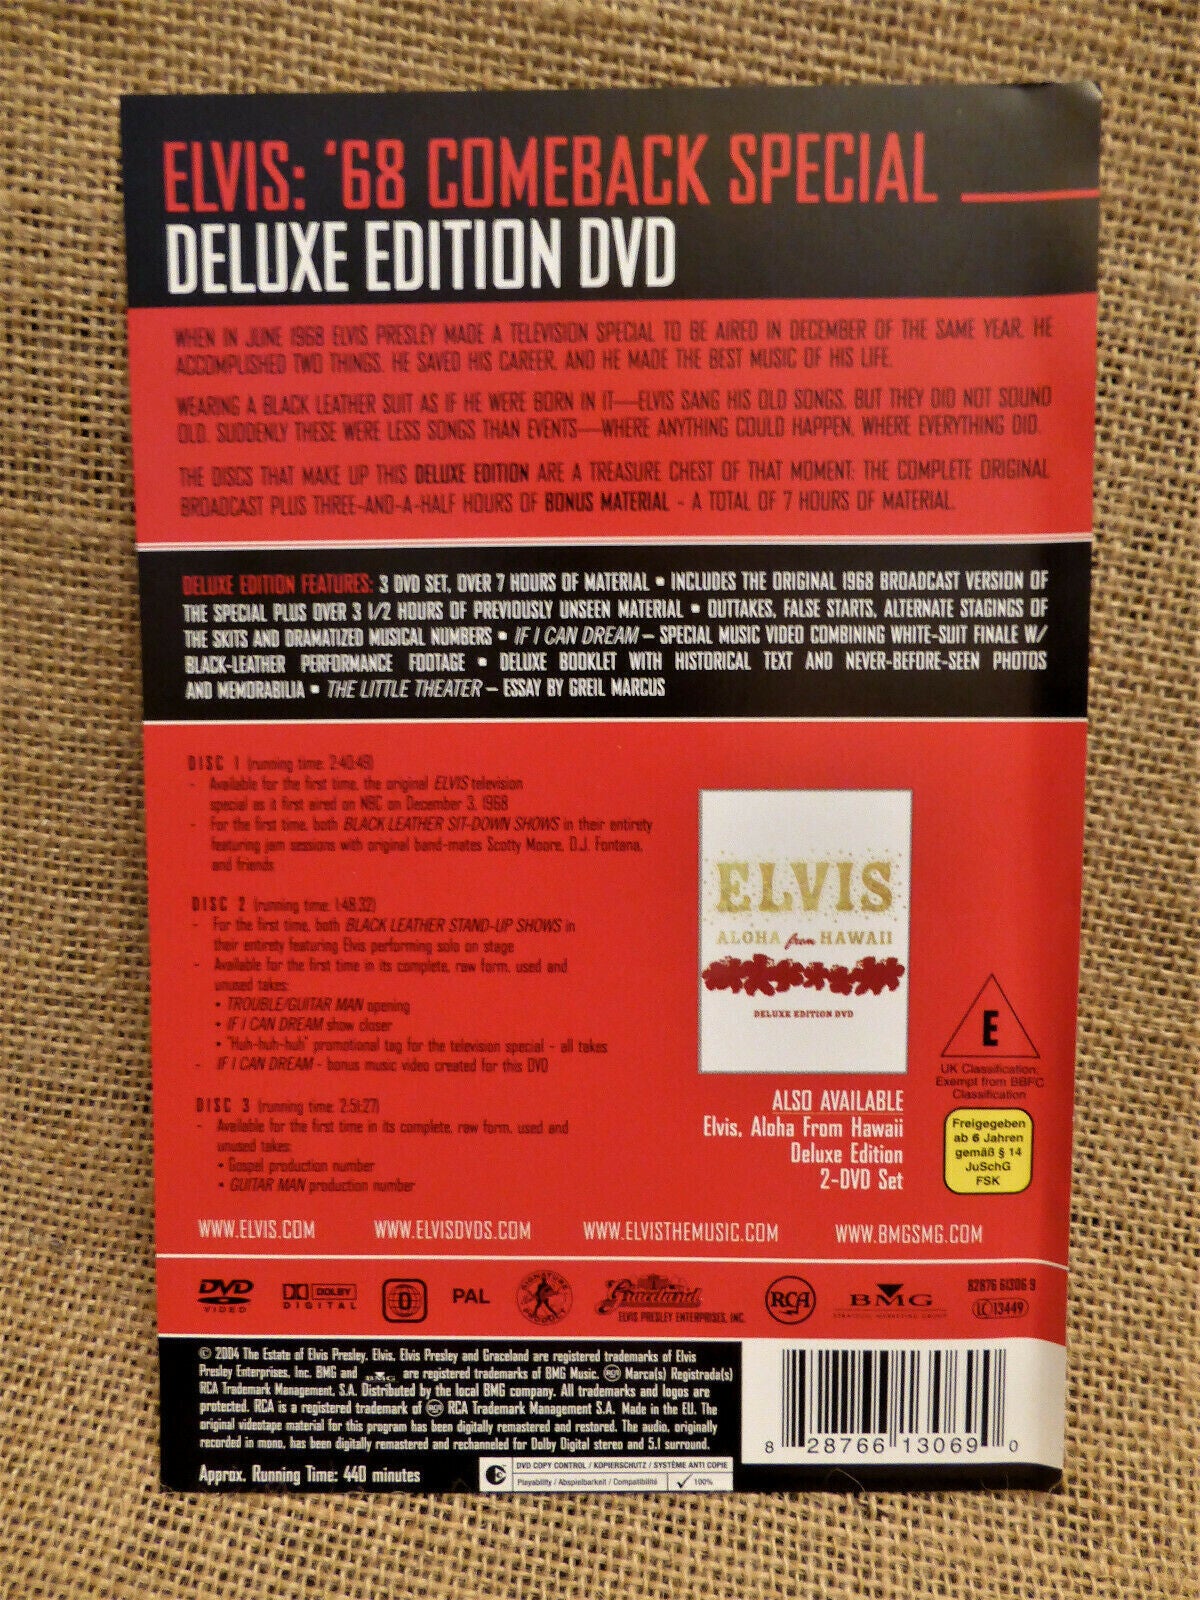 ELVIS: '68 COMEBACK SPECIAL
DELUXE EDITION DVD
WHEN IN JUNE 1968 ELVIS PRESLEY MADE A TELEVISION SPECIAL TO BE AIRED IN DECEMBER OF THE SAME YEAR, HE
ACCOMPLISHED TWO THINGS. HE SAVED HIS CAREER, AND HE MADE THE BEST MUSIC OF HIS LIFE.
WEARING A BLACK LEATHER SUIT AS IF HE WERE BORN IN IT—ELVIS SANG HIS OLD SONGS, BUT THEY DID NOT SOUND
OLD. SUDDENLY THESE WERE LESS SONGS THAN EVENTS—WHERE ANYTHING COULD HAPPEN, WHERE EVERYTHING DID.
THE DISCS THAT MAKE UP THIS DELUXE EDITION ARE A TREASURE CHEST OF THAT MOMENT: THE COMPLETE ORIGINAL
BROADCAST PLUS THREE-AND-A-HALF HOURS OF BONUS MATERIAL - A TOTAL OF 7 HOURS OF MATERIAL.
DELUXE EDITION FEATURES: 3 DVD SET, OVER 7 HOURS OF MATERIAL • INCLUDES THE ORIGINAL 1968 BROADCAST VERSION OF
THE SPECIAL PLUS OVER 3 1/2 HOURS OF PREVIOUSLY UNSEEN MATERIAL • OUTTAKES, FALSE STARTS, ALTERNATE STAGINGS OF
THE SKITS AND DRAMATIZED MUSICAL NUMBERS • IF I CAN DREAM – SPECIAL MUSIC VIDEO COMBINING WHITE-SUIT FINALE W/
BLACK-LEATHER PERFORMANCE FOOTAGE • DELUXE BOOKLET WITH HISTORICAL TEXT AND NEVER-BEFORE-SEEN PHOTOS
AND MEMORABILIA • THE LITTLE THEATER – ESSAY BY GREIL MARCUS
DISC 1 (running time: 2:40:49)
- Available for the first time, the original ELVIS television
special as it first aired on NBC on December 3, 1968
- For the first time, both BLACK LEATHER SIT-DOWN SHOWS in their entirety
featuring jam sessions with original band-mates Scotty Moore, D.J. Fontana,
and friends
DISC 2 (running time: 1:48:32)
- For the first time, both BLACK LEATHER STAND-UP SHOWS in
their entirety featuring Elvis performing solo on stage
- Available for the first time in its complete, raw form, used and
unused takes:
• TROUBLE/GUITAR MAN opening
• IF I CAN DREAM show closer
• "Huh-huh-huh" promotional tag for the television special - all takes
- IF I CAN DREAM - bonus music video created for this DVD
DISC 3 (running time: 2:51:27)
- Available for the first time in its complete, raw form, used and
unused takes:
• Gospel production number
• GUITAR MAN production number
ELVIS
ALOHA from HAWAII
DELUXE EDITION DVD
ALSO AVAILABLE
Elvis, Aloha From Hawaii
Deluxe Edition
2-DVD Set
E
UK Classification:
Exempt from BBFC
Classification
Freigegeben
ab 6 Jahren
gemäß § 14
JuSchG
FSK
WWW.ELVIS.COM WWW.ELVISDVDS.COM WWW.ELVISTHEMUSIC.COM WWW.BMGSMG.COM
DVD
VIDEO
DOLBY
DIGITAL
0
PAL
SIGNATURE PRODUCT
Graceland
ELVIS PRESLEY ENTERPRISES, INC.
RCA
BMG
STRATEGIC MARKETING GROUP
82876 61306 9
LC 13449
© 2004 The Estate of Elvis Presley. Elvis, Elvis Presley and Graceland are registered trademarks of Elvis
Presley Enterprises, Inc. BMG and BMG are registered trademarks of BMG Music. RCA Marca(s) Registrada(s)
RCA Trademark Management, S.A. Distributed by the local BMG company. All trademarks and logos are
protected. RCA is a registered trademark of RCA RCA Trademark Management S.A. Made in the EU. The
original videotape material for this program has been digitally remastered and restored. The audio, originally
recorded in mono, has been digitally remastered and rechanneled for Dolby Digital stereo and 5.1 surround.
Approx. Running Time: 440 minutes
DVD COPY CONTROL / KOPIERSCHUTZ / SYSTÈME ANTI COPIE
Playability / Abspielbarkeit / Compatibilité ✓ 100%
8 28766 13069 0